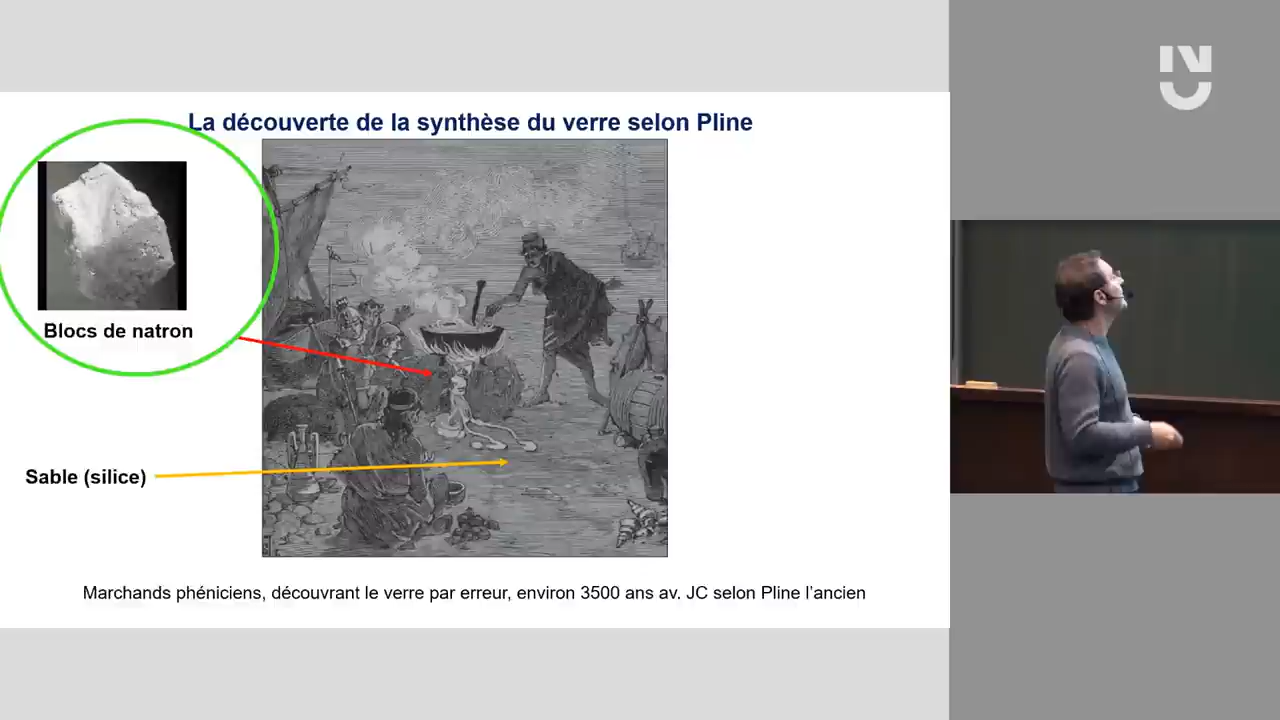 La découverte de la synthèse du verre selon Pline
Blocs de natron
Sable (silice)
Marchands phéniciens, découvrant le verre par erreur, environ 3500 ans av. JC selon Pline l'ancien